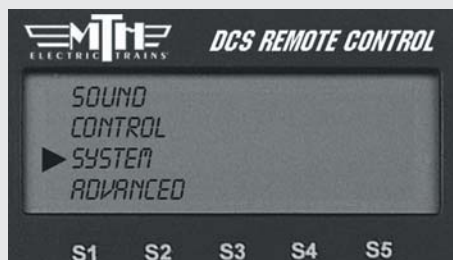 MTH
ELECTRIC TRAINS
DCS REMOTE CONTROL
SOUND
CONTROL
SYSTEM
ADVANCED
S1 S2 S3 S4 S5